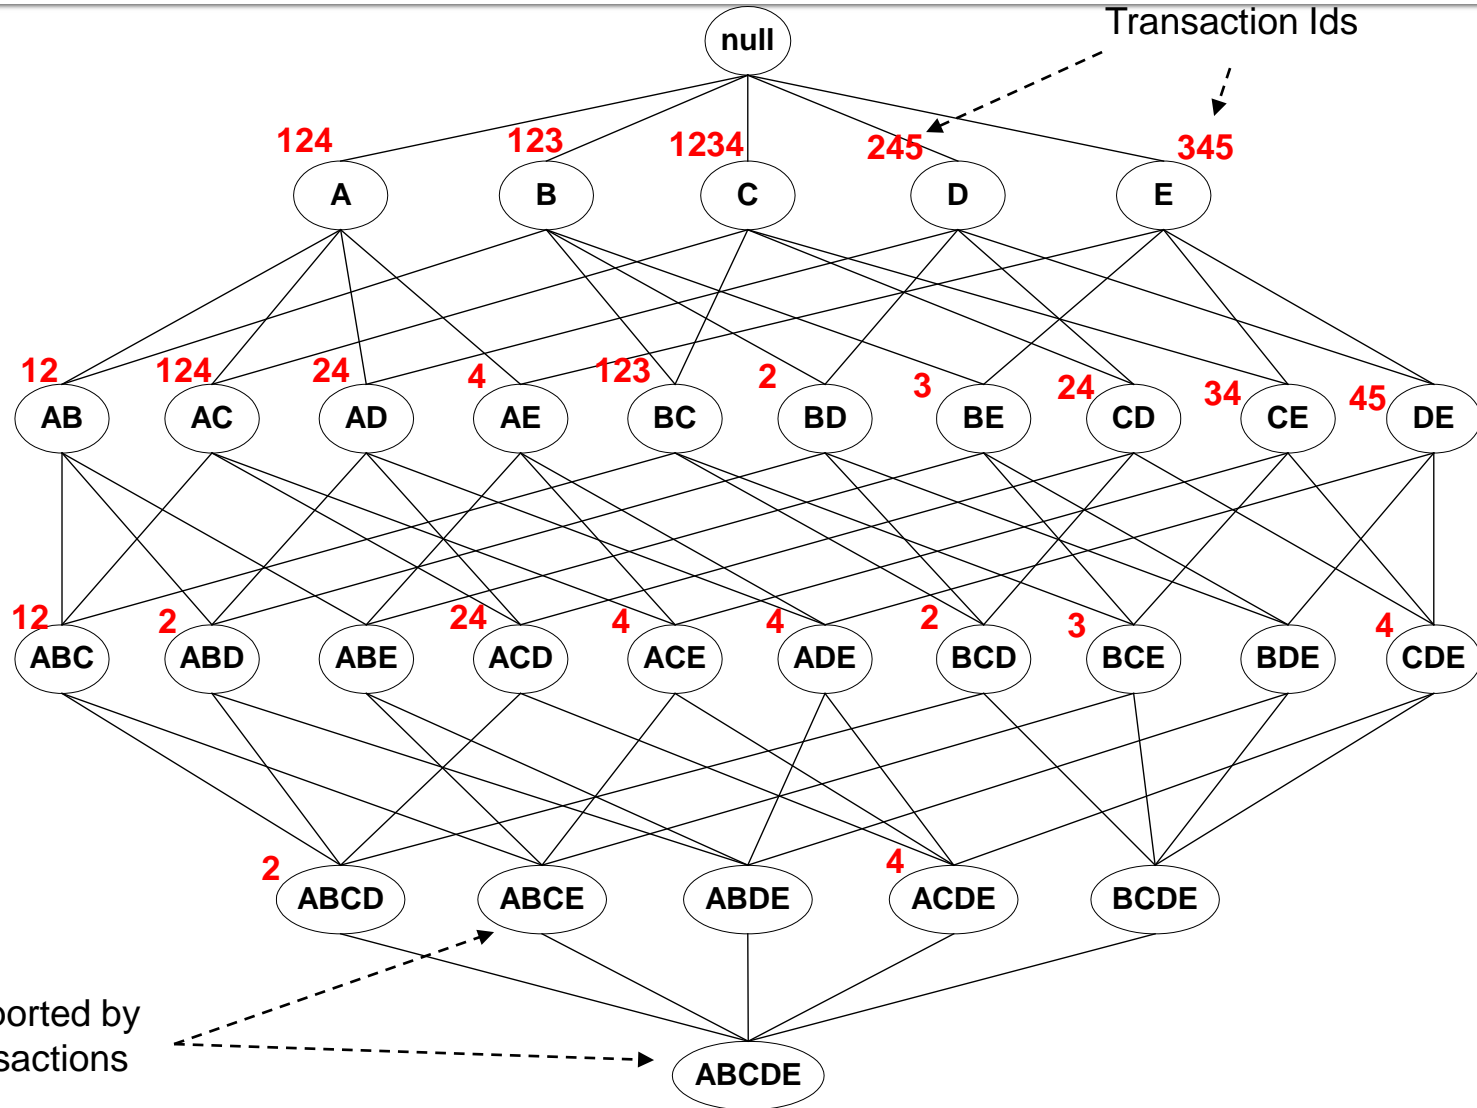 Transaction Ids
null
124 123 1234 245 345
A B C D E
12 124 24 4 123 2 3 24 34 45
AB AC AD AE BC BD BE CD CE DE
12 2 24 4 4 2 3 4
ABC ABD ABE ACD ACE ADE BCD BCE BDE CDE
2 4
ABCD ABCE ABDE ACDE BCDE
ported by
sactions
ABCDE